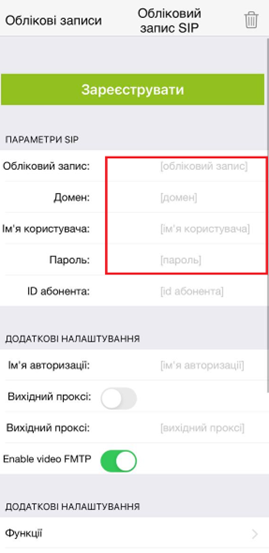 Облікові записи
Обліковий
запис SIP
Зареєструвати
ПАРАМЕТРИ SIP
Обліковий запис: [обліковий запис]
Домен: [домен]
Ім'я користувача: [ім'я користувача]
Пароль: [пароль]
ID абонента: [id абонента]
ДОДАТКОВІ НАЛАШТУВАННЯ
Ім'я авторизації: [ім'я авторизації]
Вихідний проксі:
Вихідний проксі: [вихідний проксі]
Enable video FMTP
ДОДАТКОВІ НАЛАШТУВАННЯ
Функції